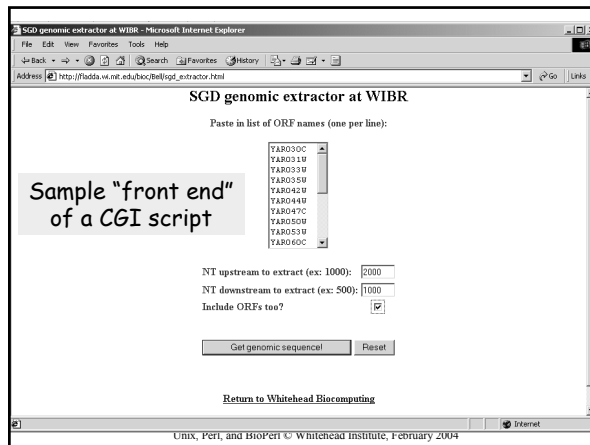 SGD genomic extractor at WIBR - Microsoft Internet Explorer
File Edit View Favorites Tools Help
Back Search Favorites History
Address http://fladda.wi.mit.edu/bioc/Bell/sgd_extractor.html Go Links
SGD genomic extractor at WIBR
Paste in list of ORF names (one per line):
YAR030C
YAR031W
YAR033W
YAR035W
YAR042W
YAR044W
YAR047C
YAR050W
YAR053W
YAR060C
Sample “front end”
of a CGI script
NT upstream to extract (ex: 1000): 2000
NT downstream to extract (ex: 500): 1000
Include ORFs too?
Get genomic sequence! Reset
Return to Whitehead Biocomputing
Internet
Unix, Perl, and BioPerl © Whitehead Institute, February 2004